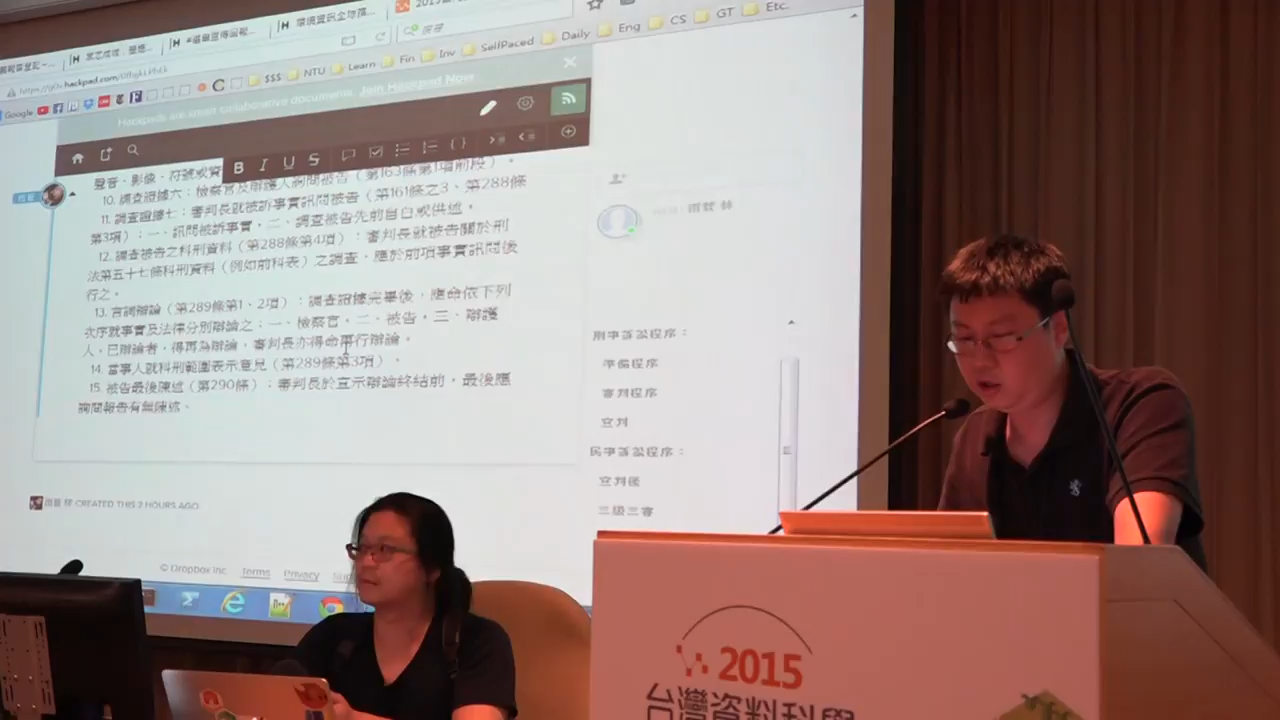 https://g0v.hackpad.com/
$$$ NTU Learn Fin Inv SelfPaced Daily Eng CS GT Etc.
Google
Hackpads are smart collaborative documents. Join Hackpad Now
B I U S
聲音、影像、符號或資
10. 調查證據六：檢察官及辯護人詢問被告（第163條第1項前段）。
11. 調查證據七：審判長就被訴事實訊問被告（第161條之3、第288條
第3項）：一、訊問被訴事實。二、調查被告先前自白或供述。
12. 調查被告之科刑資料（第288條第4項）：審判長就被告關於刑
法第五十七條科刑資料（例如前科表）之調查，應於前項事實訊問後
行之。
13. 言詞辯論（第289條第1、2項）：調查證據完畢後，應命依下列
次序就事實及法律分別辯論之：一、檢察官。二、被告。三、辯護
人。已辯論者，得再為辯論，審判長亦得命再行辯論。
14. 當事人就科刑範圍表示意見（第289條第3項）。
15. 被告最後陳述（第290條）：審判長於宣示辯論終結前，最後應
詢問報告有無陳述。
CREATED THIS 2 HOURS AGO
© Dropbox Inc Terms Privacy
刑事訴訟程序：
準備程序
審判程序
宣判
民事訴訟程序：
宣判後
三級三審
2015
台灣資料科學